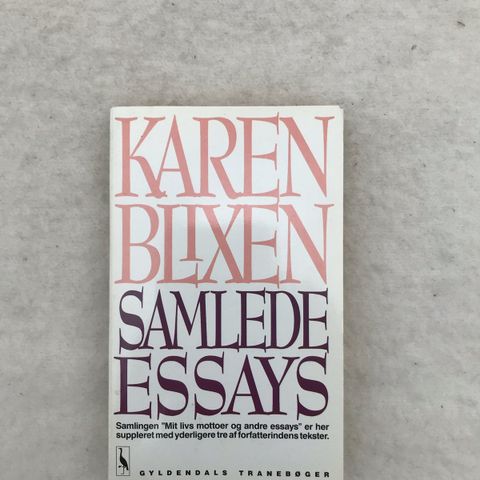 KAREN
BLIXEN
SAMLEDE
ESSAYS
Samlingen "Mit livs mottoer og andre essays" er her
suppleret med yderligere tre af forfatterindens tekster.
GYLDENDALS TRANEBØGER